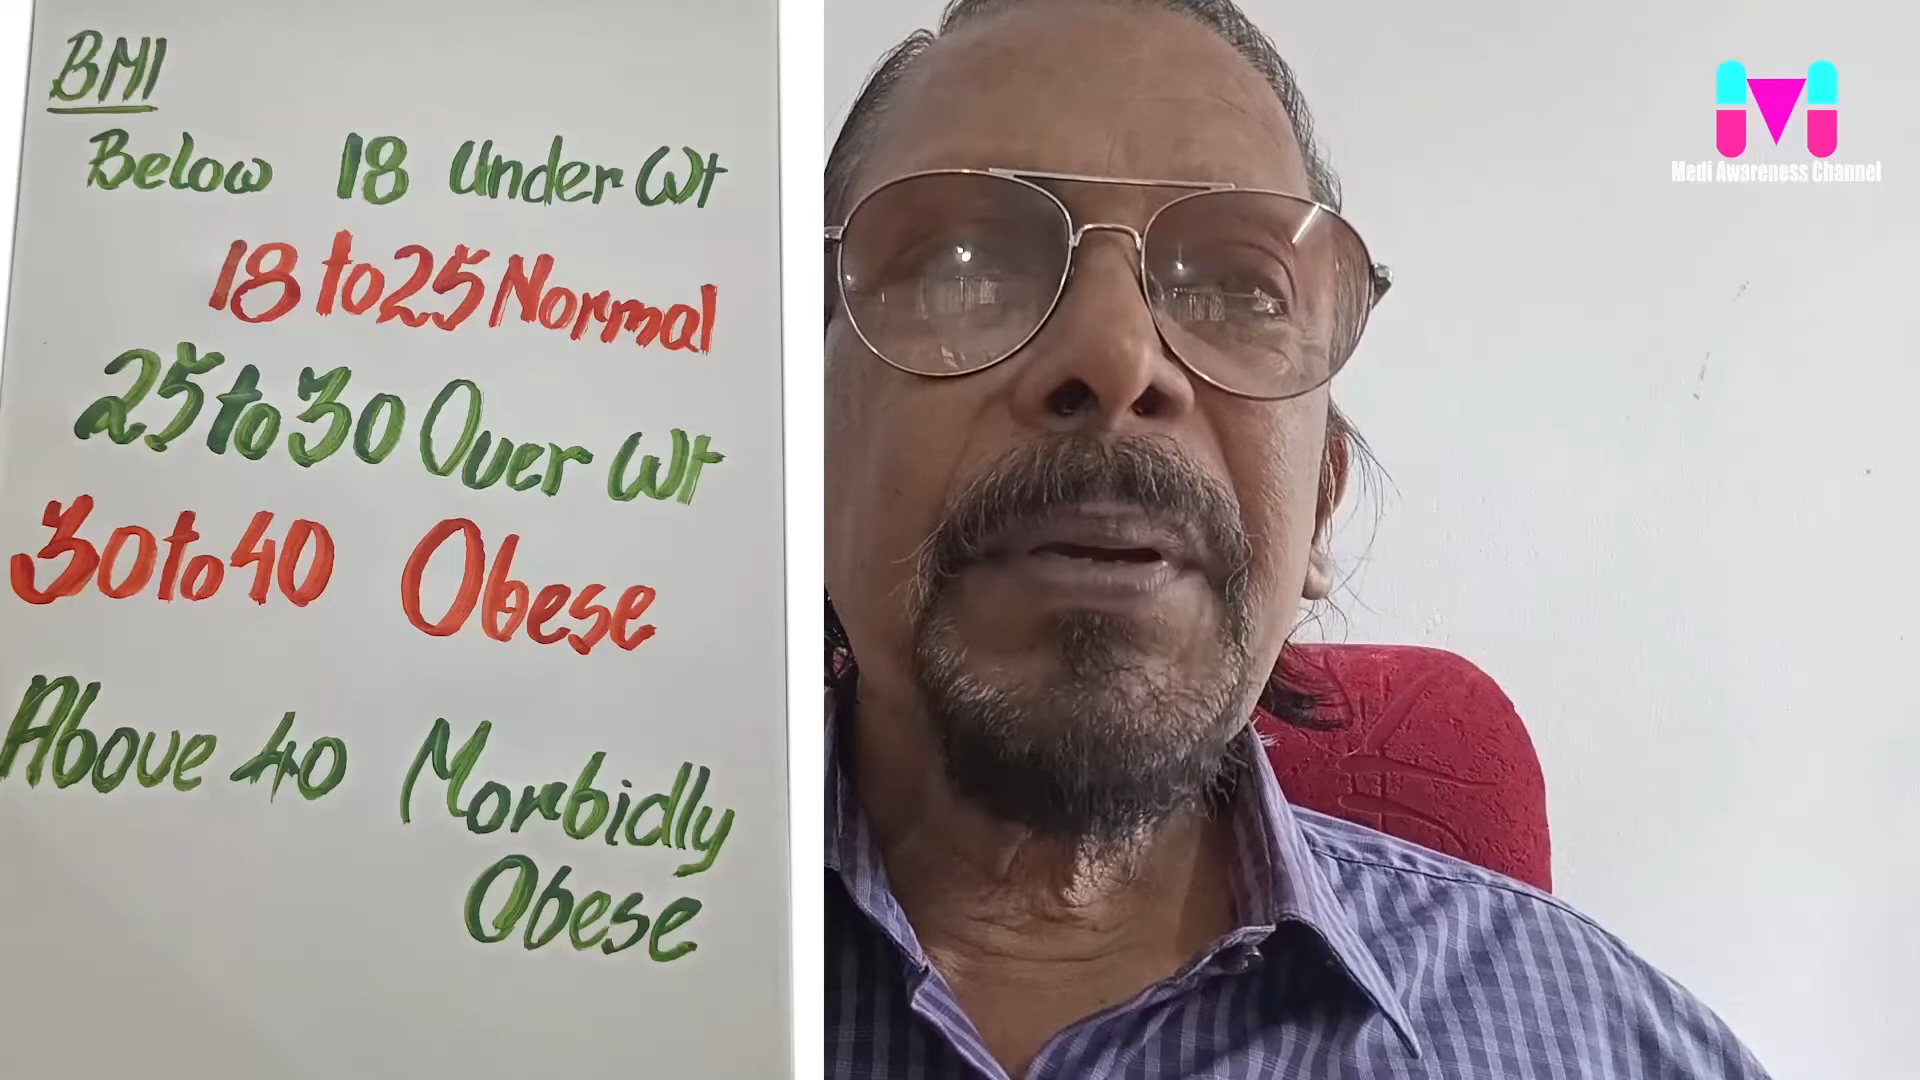 BMI
Below 18 Under Wt
18 to 25 Normal
25 to 30 Over Wt
30 to 40 Obese
Above 40 Morbidly
Obese
Medi Awareness Channel